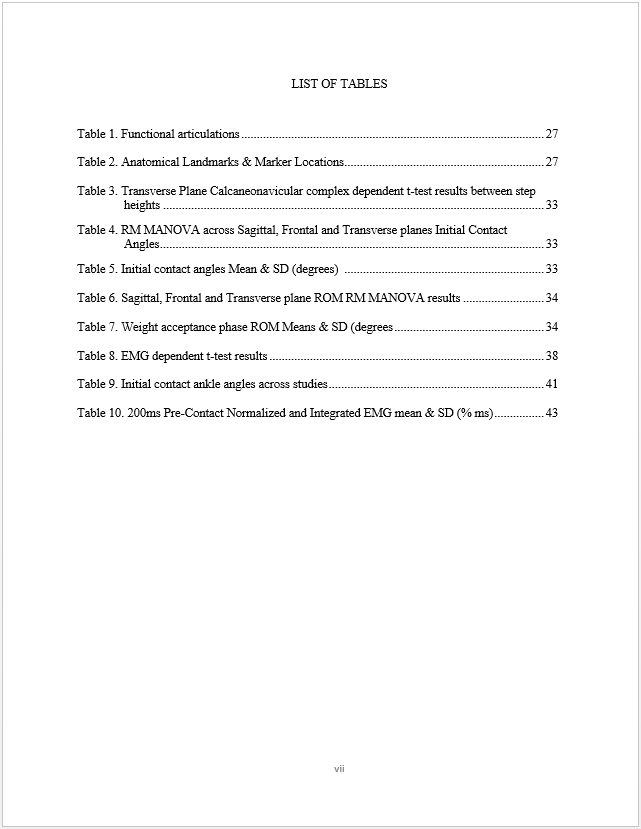 LIST OF TABLES
Table 1. Functional articulations....................................................................................................27
Table 2. Anatomical Landmarks & Marker Locations..................................................................27
Table 3. Transverse Plane Calcaneonavicular complex dependent t-test results between step
heights ..............................................................................................................................33
Table 4. RM MANOVA across Sagittal, Frontal and Transverse planes Initial Contact
Angles...............................................................................................................................33
Table 5. Initial contact angles Mean & SD (degrees) ..................................................................33
Table 6. Sagittal, Frontal and Transverse plane ROM RM MANOVA results ...........................34
Table 7. Weight acceptance phase ROM Means & SD (degrees..................................................34
Table 8. EMG dependent t-test results ...........................................................................................38
Table 9. Initial contact ankle angles across studies.......................................................................41
Table 10. 200ms Pre-Contact Normalized and Integrated EMG mean & SD (% ms)................43
vii